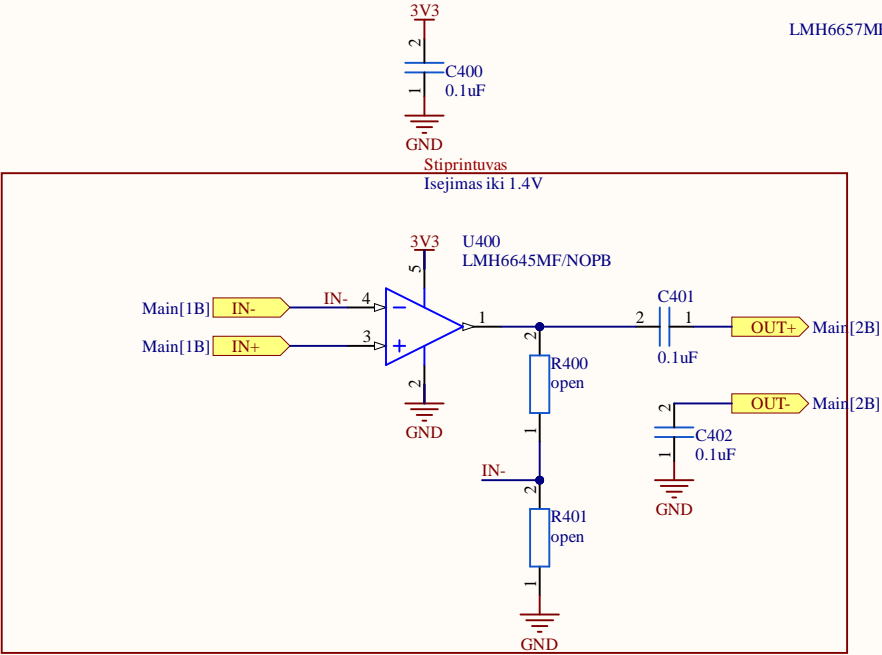 3V3
LMH6657M
2
C400
1
0.1uF
GND
Stiprintuvas
Isejimas iki 1.4V
3V3
U400
5
LMH6645MF/NOPB
Main[1B] IN- IN- 4
1
Main[1B] IN+ 3
2
GND
C401
2 1
0.1uF
OUT+ Main[2B]
2
R400
open
1
OUT- Main[2B]
2
C402
1
0.1uF
GND
IN-
2
R401
open
1
GND